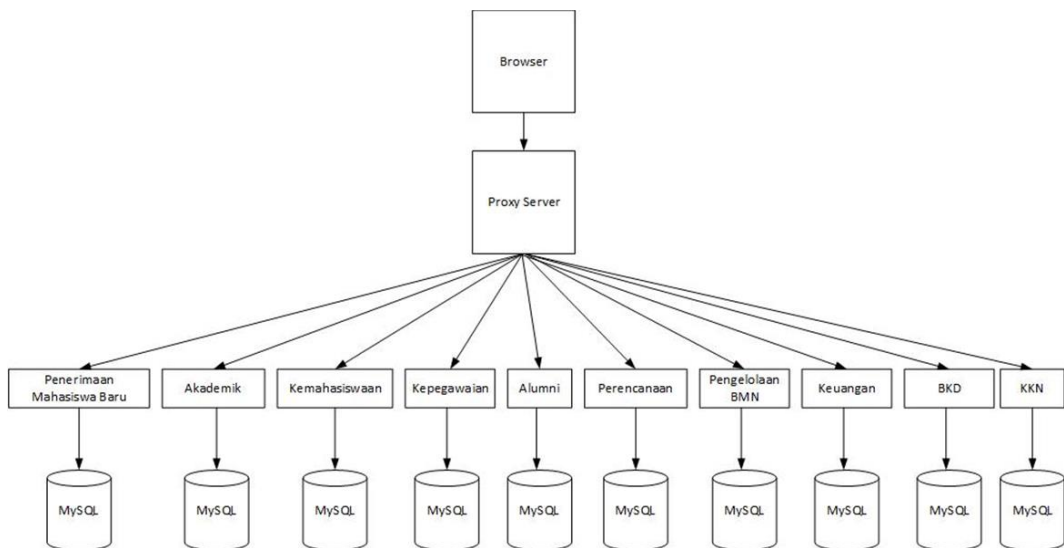 Browser
Proxy Server
Penerimaan
Mahasiswa Baru
Akademik
Kemahasiswaan
Kepegawaian
Alumni
Perencanaan
Pengelolaan
BMN
Keuangan
BKD
KKN
MySQL
MySQL
MySQL
MySQL
MySQL
MySQL
MySQL
MySQL
MySQL
MySQL